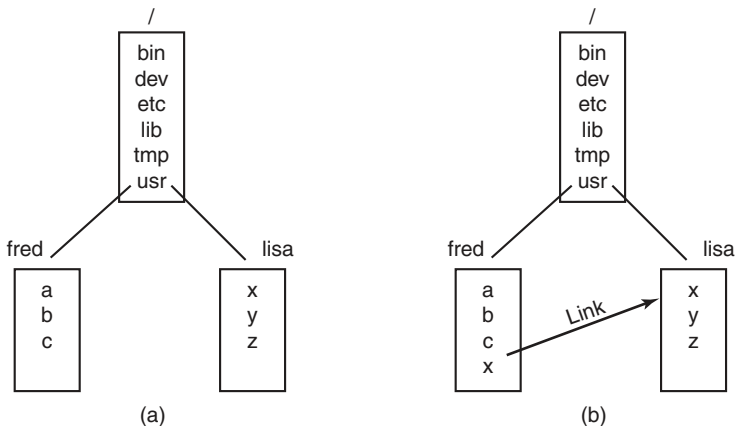 /
bin
dev
etc
lib
tmp
usr
fred
lisa
a
b
c
x
y
z
(a)
/
bin
dev
etc
lib
tmp
usr
fred
lisa
a
b
c
x
Link
x
y
z
(b)